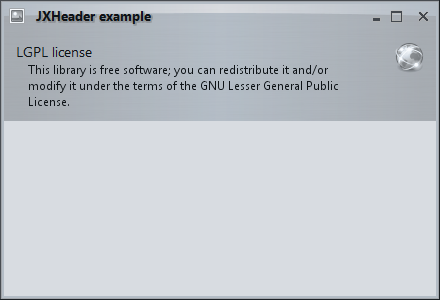 JXHeader example
LGPL license
This library is free software; you can redistribute it and/or
modify it under the terms of the GNU Lesser General Public
License.